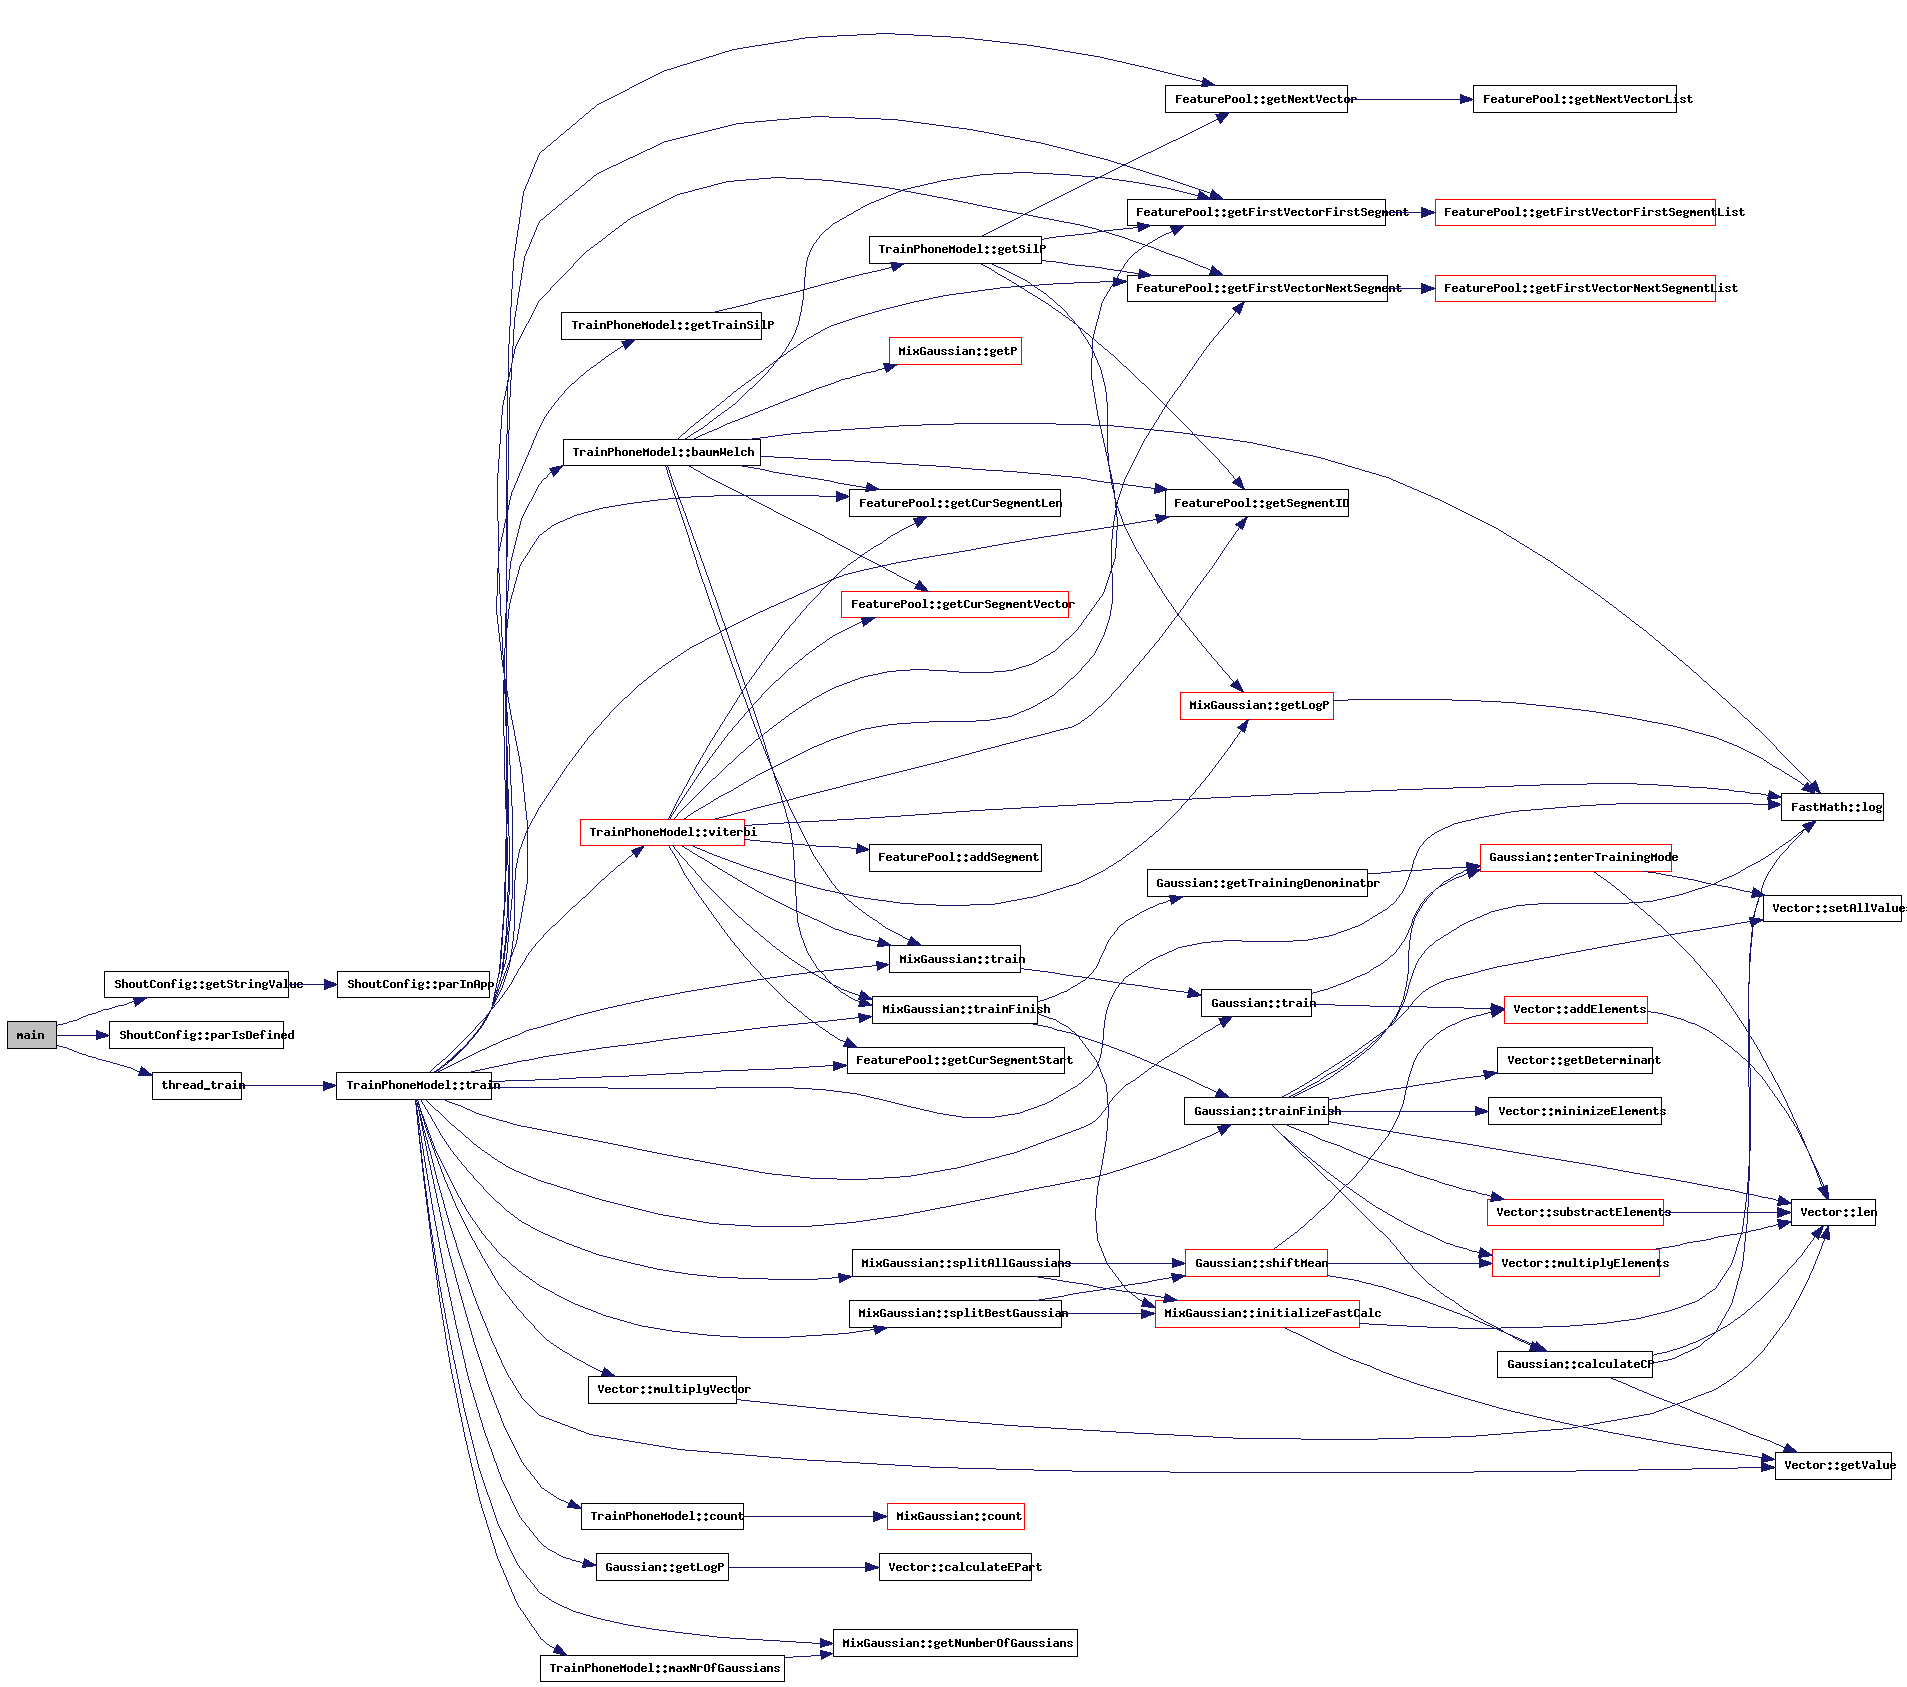 FeaturePool::getNextVector
FeaturePool::getNextVectorList
FeaturePool::getFirstVectorFirstSegment
FeaturePool::getFirstVectorFirstSegmentList
TrainPhoneModel::getSilP
FeaturePool::getFirstVectorNextSegment
FeaturePool::getFirstVectorNextSegmentList
TrainPhoneModel::getTrainSilP
MixGaussian::getP
TrainPhoneModel::baumWelch
FeaturePool::getCurSegmentLen
FeaturePool::getSegmentID
FeaturePool::getCurSegmentVector
MixGaussian::getLogP
FastMath::log
TrainPhoneModel::viterbi
FeaturePool::addSegment
Gaussian::enterTrainingMode
Gaussian::getTrainingDenominator
Vector::setAllValues
MixGaussian::train
ShoutConfig::getStringValue
ShoutConfig::parInApp
MixGaussian::trainFinish
Gaussian::train
Vector::addElements
main
ShoutConfig::parIsDefined
FeaturePool::getCurSegmentStart
Vector::getDeterminant
thread_train
TrainPhoneModel::train
Gaussian::trainFinish
Vector::minimizeElements
Vector::substractElements
Vector::len
MixGaussian::splitAllGaussians
Gaussian::shiftMean
Vector::multiplyElements
MixGaussian::splitBestGaussian
MixGaussian::initializeFastCalc
Gaussian::calculateCP
Vector::multiplyVector
Vector::getValue
TrainPhoneModel::count
MixGaussian::count
Gaussian::getLogP
Vector::calculateEPart
MixGaussian::getNumberOfGaussians
TrainPhoneModel::maxNrOfGaussians